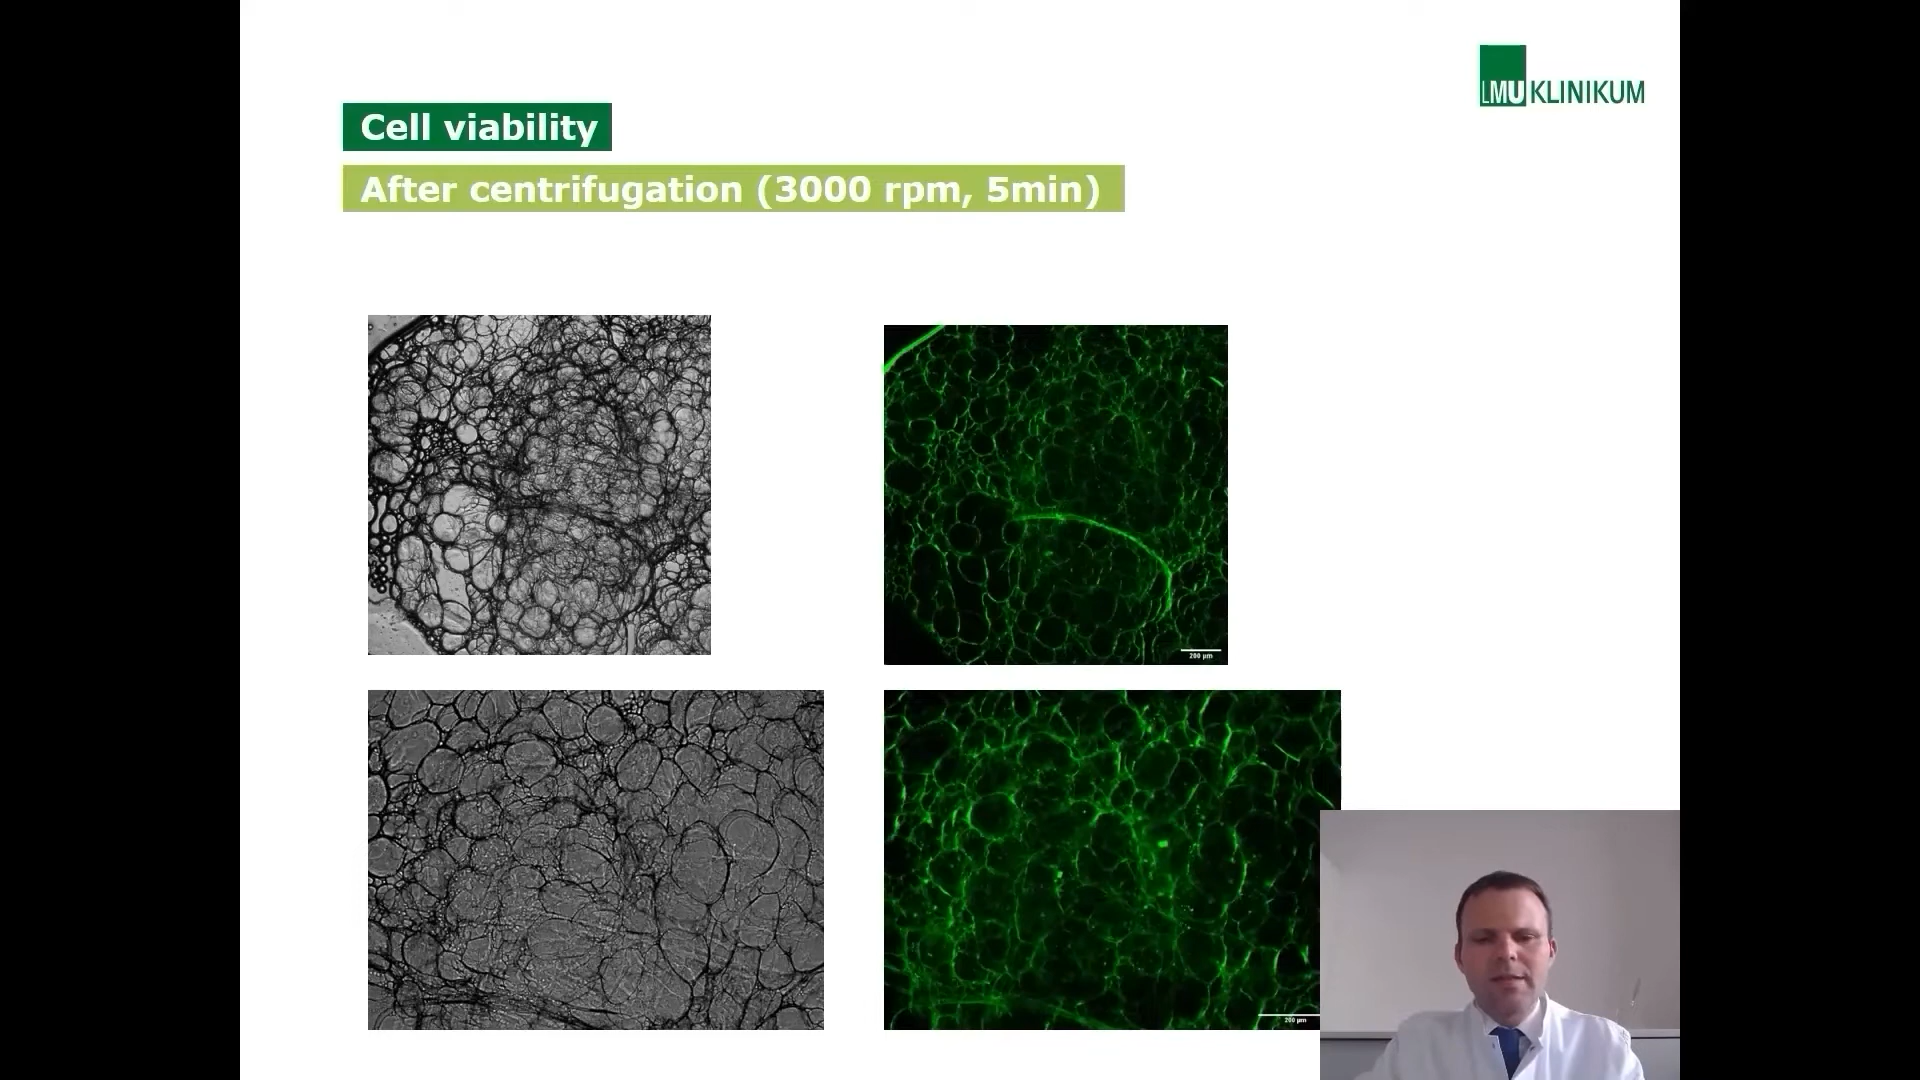 LMU KLINIKUM
Cell viability
After centrifugation (3000 rpm, 5min)
200 µm
200 µm